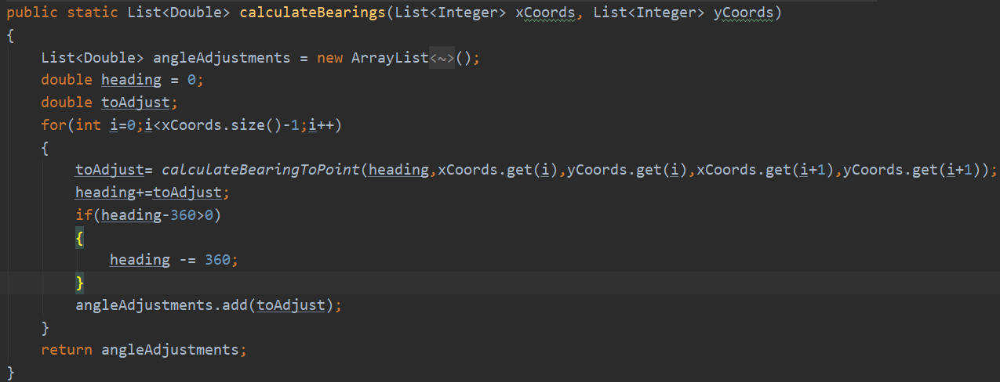 public static List<Double> calculateBearings(List<Integer> xCoords, List<Integer> yCoords)
{
    List<Double> angleAdjustments = new ArrayList<~>();
    double heading = 0;
    double toAdjust;
    for(int i=0;i<xCoords.size()-1;i++)
    {
        toAdjust= calculateBearingToPoint(heading,xCoords.get(i),yCoords.get(i),xCoords.get(i+1),yCoords.get(i+1));
        heading+=toAdjust;
        if(heading-360>0)
        {
            heading -= 360;
        }
        angleAdjustments.add(toAdjust);
    }
    return angleAdjustments;
}